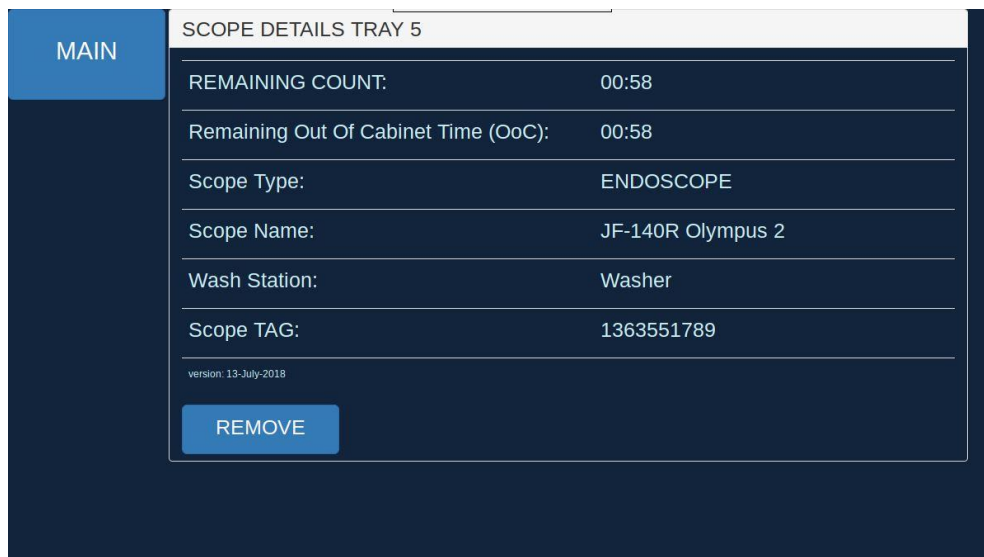 MAIN
SCOPE DETAILS TRAY 5
REMAINING COUNT: 00:58
Remaining Out Of Cabinet Time (OoC): 00:58
Scope Type: ENDOSCOPE
Scope Name: JF-140R Olympus 2
Wash Station: Washer
Scope TAG: 1363551789
version: 13-July-2018
REMOVE